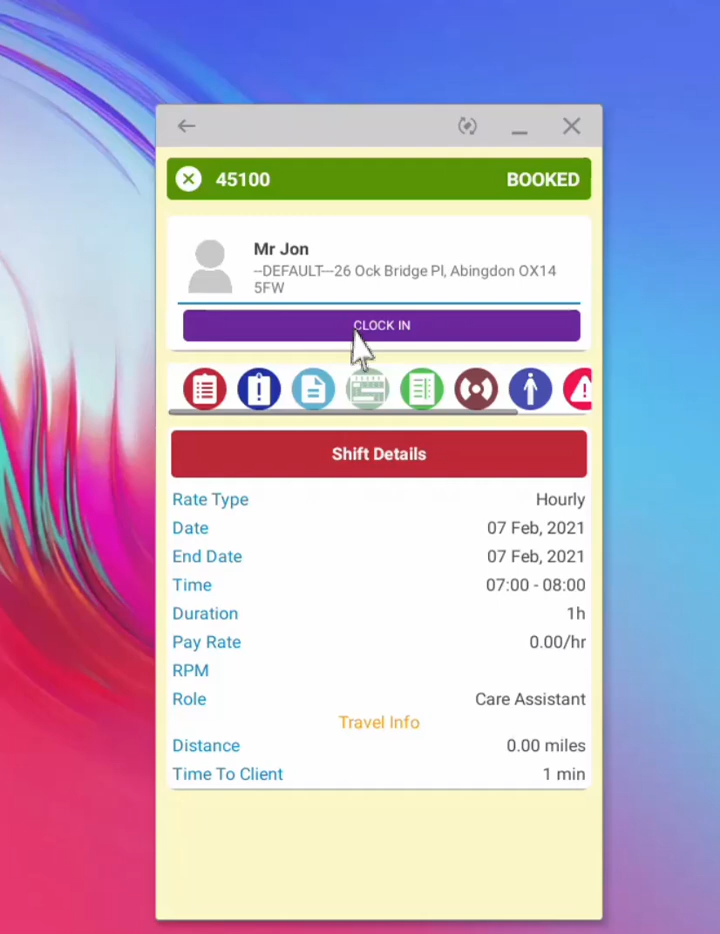 45100 BOOKED
Mr Jon
--DEFAULT---26 Ock Bridge Pl, Abingdon OX14
5FW
CLOCK IN
Shift Details
Rate Type Hourly
Date 07 Feb, 2021
End Date 07 Feb, 2021
Time 07:00 - 08:00
Duration 1h
Pay Rate 0.00/hr
RPM
Role Care Assistant
Travel Info
Distance 0.00 miles
Time To Client 1 min